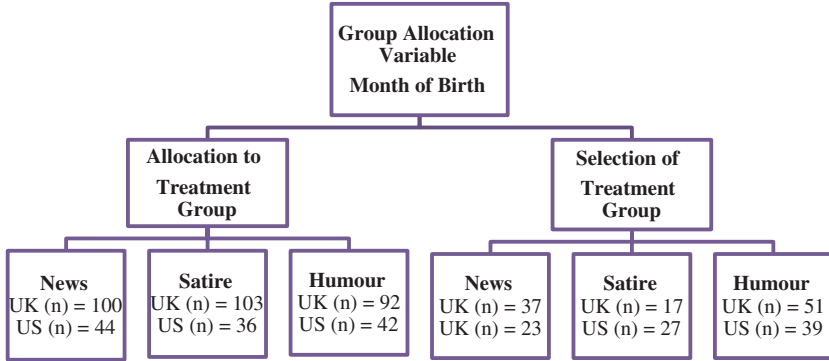 Group Allocation
Variable
Month of Birth
Allocation to
Treatment
Group
Selection of
Treatment
Group
News
UK (n) = 100
US (n) = 44
Satire
UK (n) = 103
US (n) = 36
Humour
UK (n) = 92
US (n) = 42
News
UK (n) = 37
UK (n) = 23
Satire
UK (n) = 17
US (n) = 27
Humour
UK (n) = 51
US (n) = 39